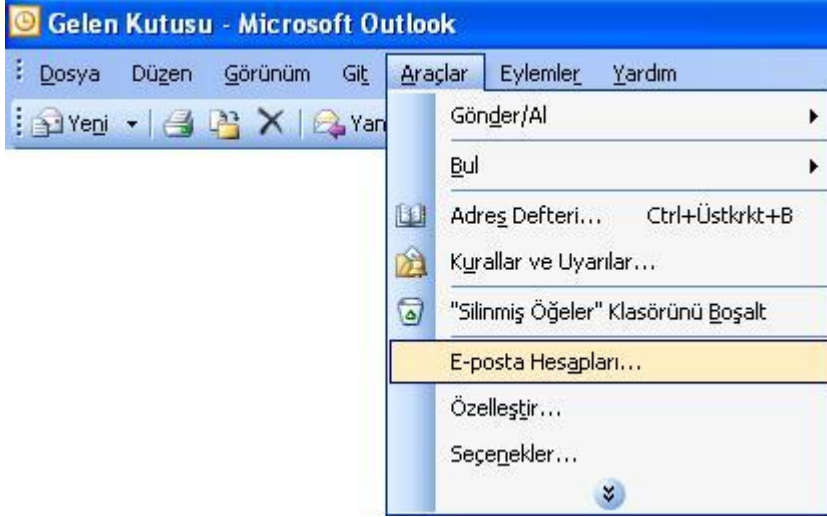 Gelen Kutusu - Microsoft Outlook
Dosya Düzen Görünüm Git Araçlar Eylemler Yardım
Yeni Yan
Gönder/Al
Bul
Adres Defteri... Ctrl+Üstkrkt+B
Kurallar ve Uyarılar...
"Silinmiş Öğeler" Klasörünü Boşalt
E-posta Hesapları...
Özelleştir...
Seçenekler...